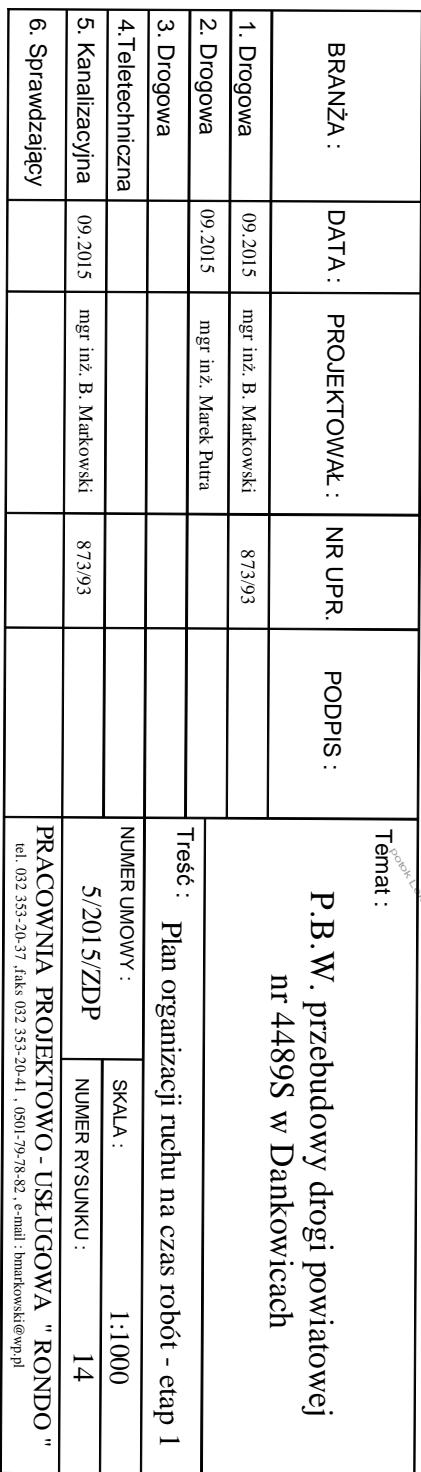 BRANŻA : DATA : PROJEKTOWAŁ : NR UPR. PODPIS :
1. Drogowa 09.2015 mgr inż. B. Markowski 873/93
2. Drogowa 09.2015 mgr inż. Marek Putra
3. Drogowa
4.Teletechniczna
5. Kanalizacyjna 09.2015 mgr inż. B. Markowski 873/93
6. Sprawdzający
Temat :
P.B.W. przebudowy drogi powiatowej
nr 4489S w Dankowicach
Treść : Plan organizacji ruchu na czas robót - etap 1
NUMER UMOWY :
5/2015/ZDP
SKALA : 1:1000
NUMER RYSUNKU : 14
PRACOWNIA PROJEKTOWO - USŁUGOWA " RONDO "
tel. 032 353-20-37 ,faks 032 353-20-41 , 0501-79-78-82 , e-mail : bmarkowski@wp.pl
potok